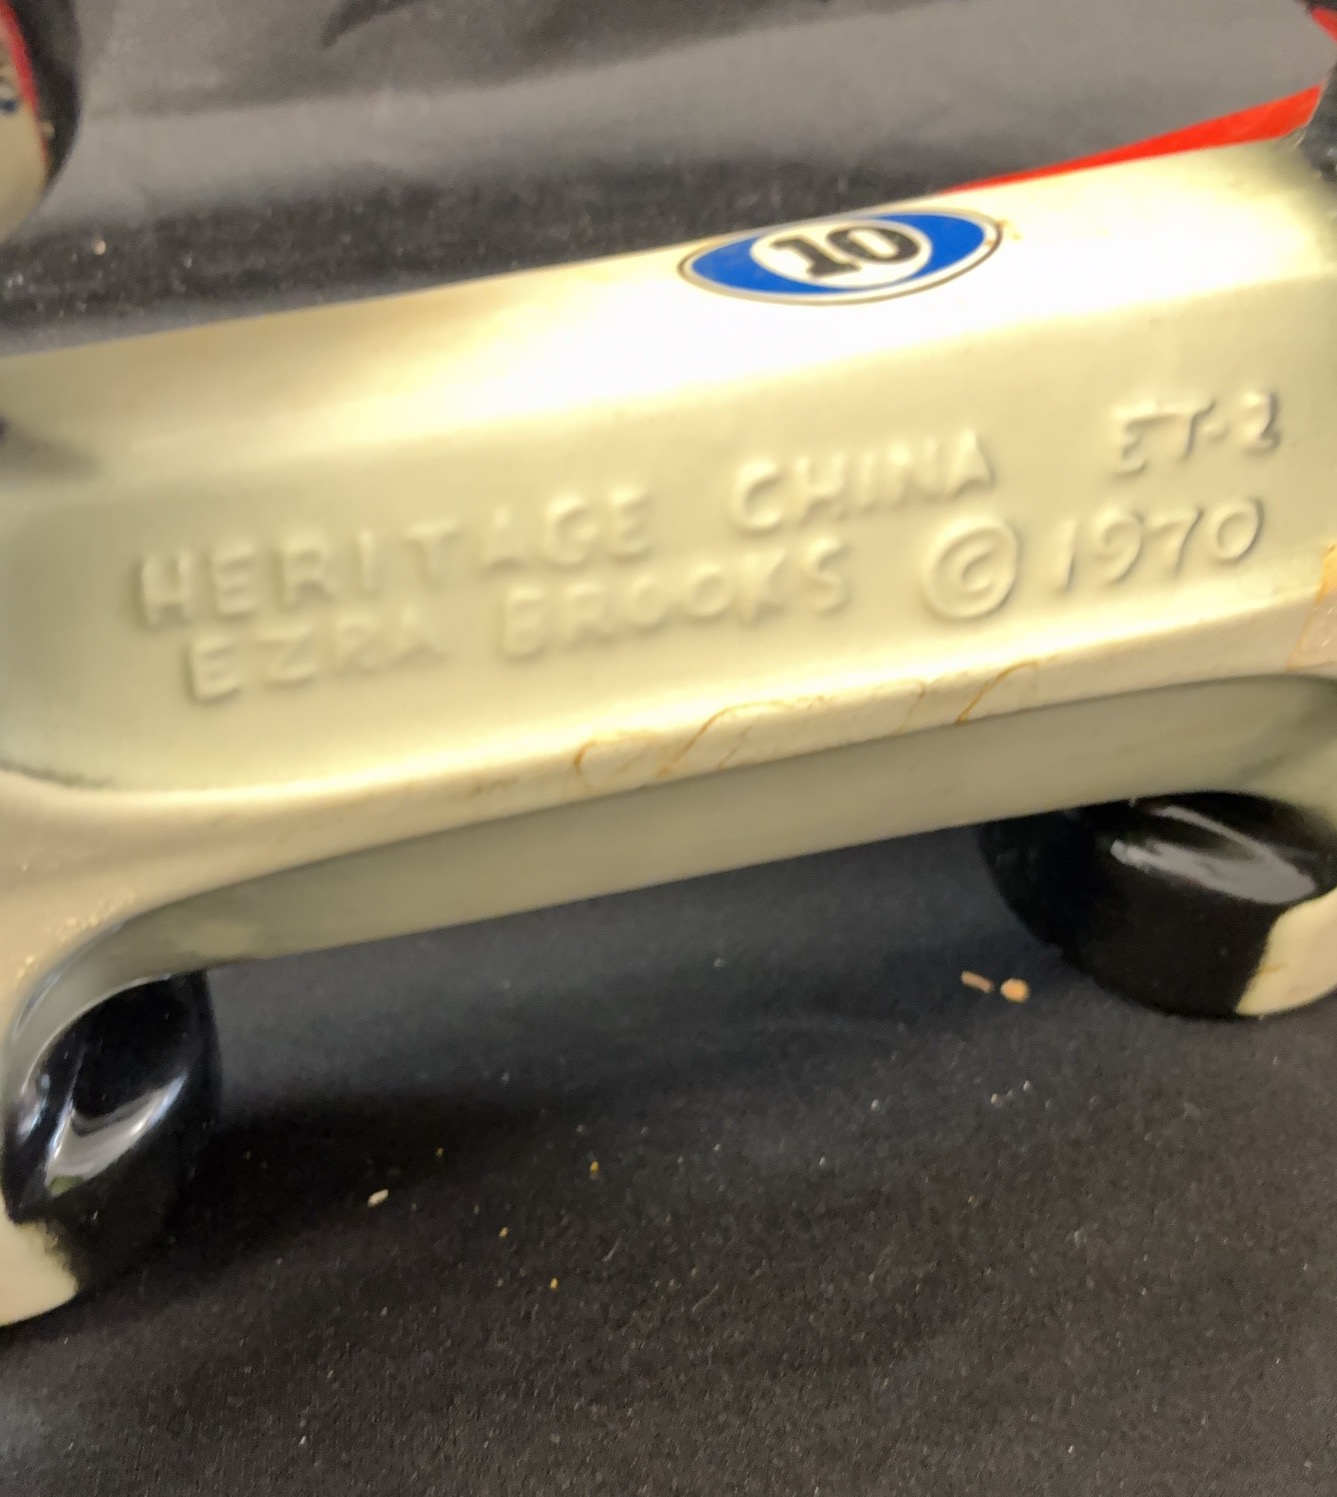 10
HERITAGE CHINA ET-2
EZRA BROOKS © 1970